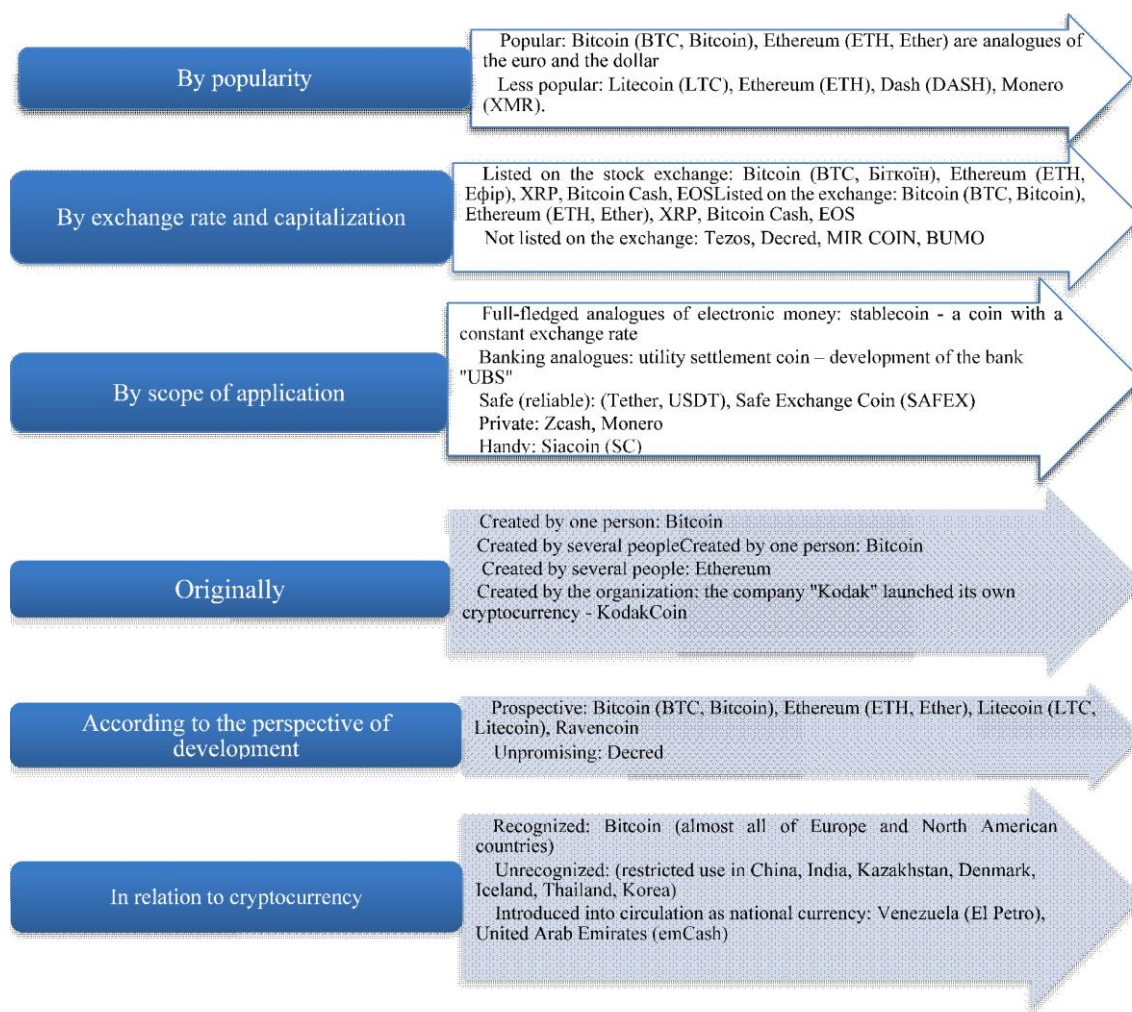 By popularity
Popular: Bitcoin (BTC, Bitcoin), Ethereum (ETH, Ether) are analogues of
the euro and the dollar
Less popular: Litecoin (LTC), Ethereum (ETH), Dash (DASH), Monero
(XMR).
By exchange rate and capitalization
Listed on the stock exchange: Bitcoin (BTC, Біткоїн), Ethereum (ETH,
Ефір), XRP, Bitcoin Cash, EOSListed on the exchange: Bitcoin (BTC, Bitcoin),
Ethereum (ETH, Ether), XRP, Bitcoin Cash, EOS
Not listed on the exchange: Tezos, Decred, MIR COIN, BUMO
By scope of application
Full-fledged analogues of electronic money: stablecoin - a coin with a
constant exchange rate
Banking analogues: utility settlement coin – development of the bank
"UBS"
Safe (reliable): (Tether, USDT), Safe Exchange Coin (SAFEX)
Private: Zcash, Monero
Handy: Siacoin (SC)
Originally
Created by one person: Bitcoin
Created by several peopleCreated by one person: Bitcoin
Created by several people: Ethereum
Created by the organization: the company "Kodak" launched its own
cryptocurrency - KodakCoin
According to the perspective of
development
Prospective: Bitcoin (BTC, Bitcoin), Ethereum (ETH, Ether), Litecoin (LTC,
Litecoin), Ravencoin
Unpromising: Decred
In relation to cryptocurrency
Recognized: Bitcoin (almost all of Europe and North American
countries)
Unrecognized: (restricted use in China, India, Kazakhstan, Denmark,
Iceland, Thailand, Korea)
Introduced into circulation as national currency: Venezuela (El Petro),
United Arab Emirates (emCash)